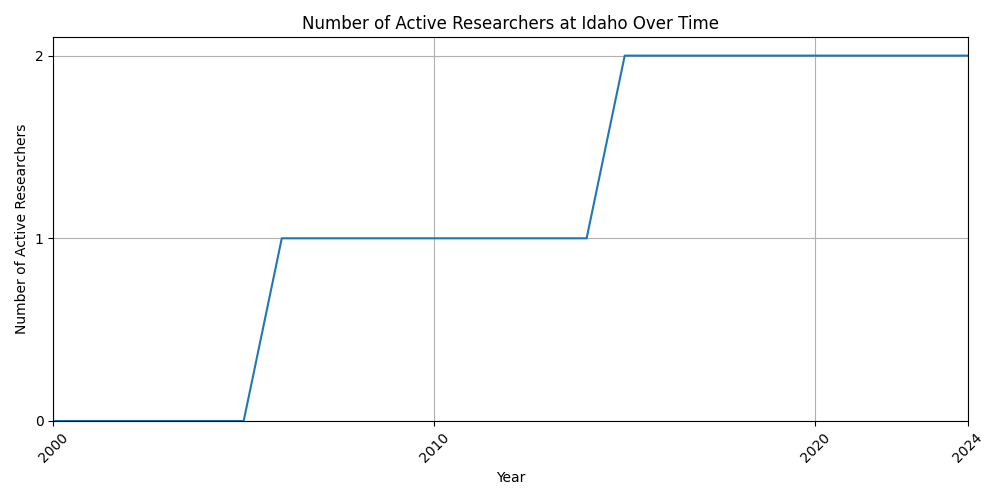 Number of Active Researchers at Idaho Over Time
Number of Active Researchers
2
1
0
2000
2010
2020
2024
Year